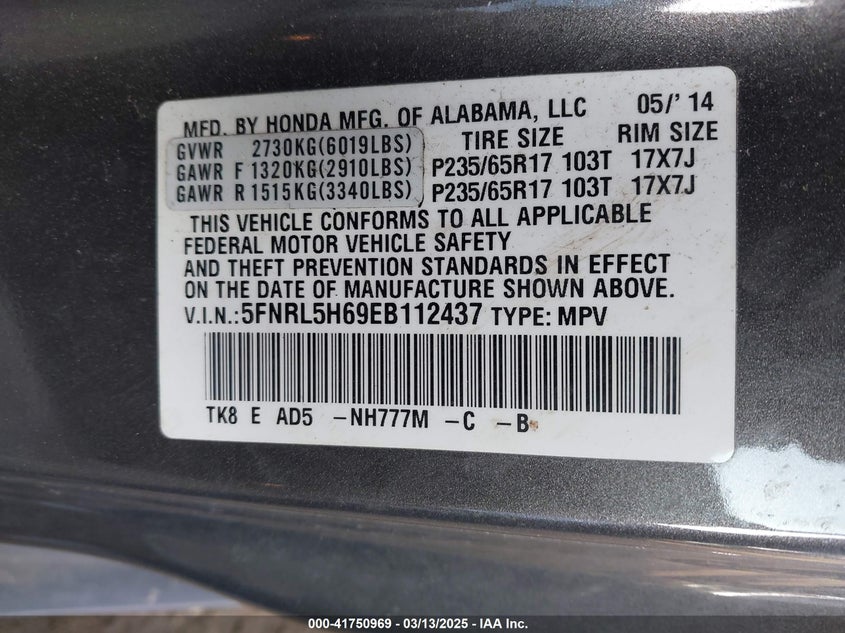 MFD. BY HONDA MFG. OF ALABAMA, LLC 05/' 14
GVWR 2730KG(6019LBS) TIRE SIZE RIM SIZE
GAWR F 1320KG(2910LBS) P235/65R17 103T 17X7J
GAWR R 1515KG(3340LBS) P235/65R17 103T 17X7J
THIS VEHICLE CONFORMS TO ALL APPLICABLE
FEDERAL MOTOR VEHICLE SAFETY
AND THEFT PREVENTION STANDARDS IN EFFECT
ON THE DATE OF MANUFACTURE SHOWN ABOVE.
V.I.N.:5FNRL5H69EB112437 TYPE: MPV
TK8 E AD5 -NH777M -C -B
000-41750969 — 03/13/2025 — IAA Inc.